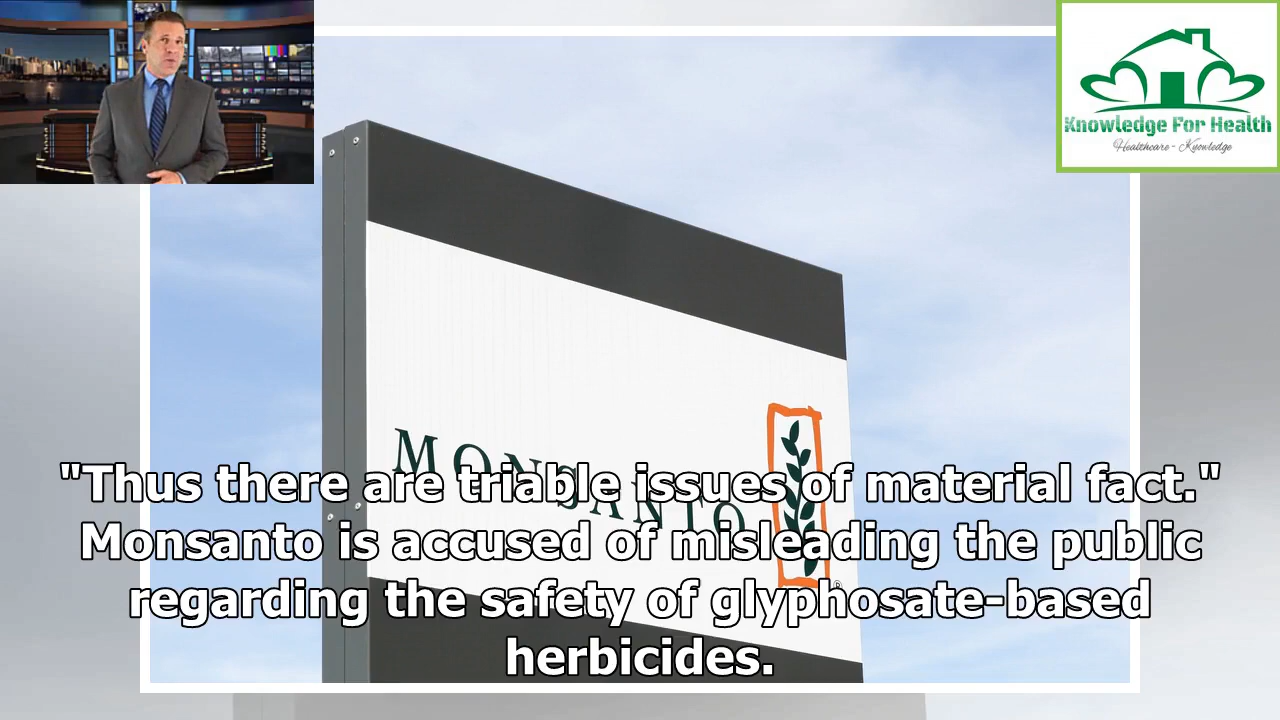 Knowledge For Health
Healthcare - Knowledge
MONSANTO
®
"Thus there are triable issues of material fact."
Monsanto is accused of misleading the public
regarding the safety of glyphosate-based
herbicides.